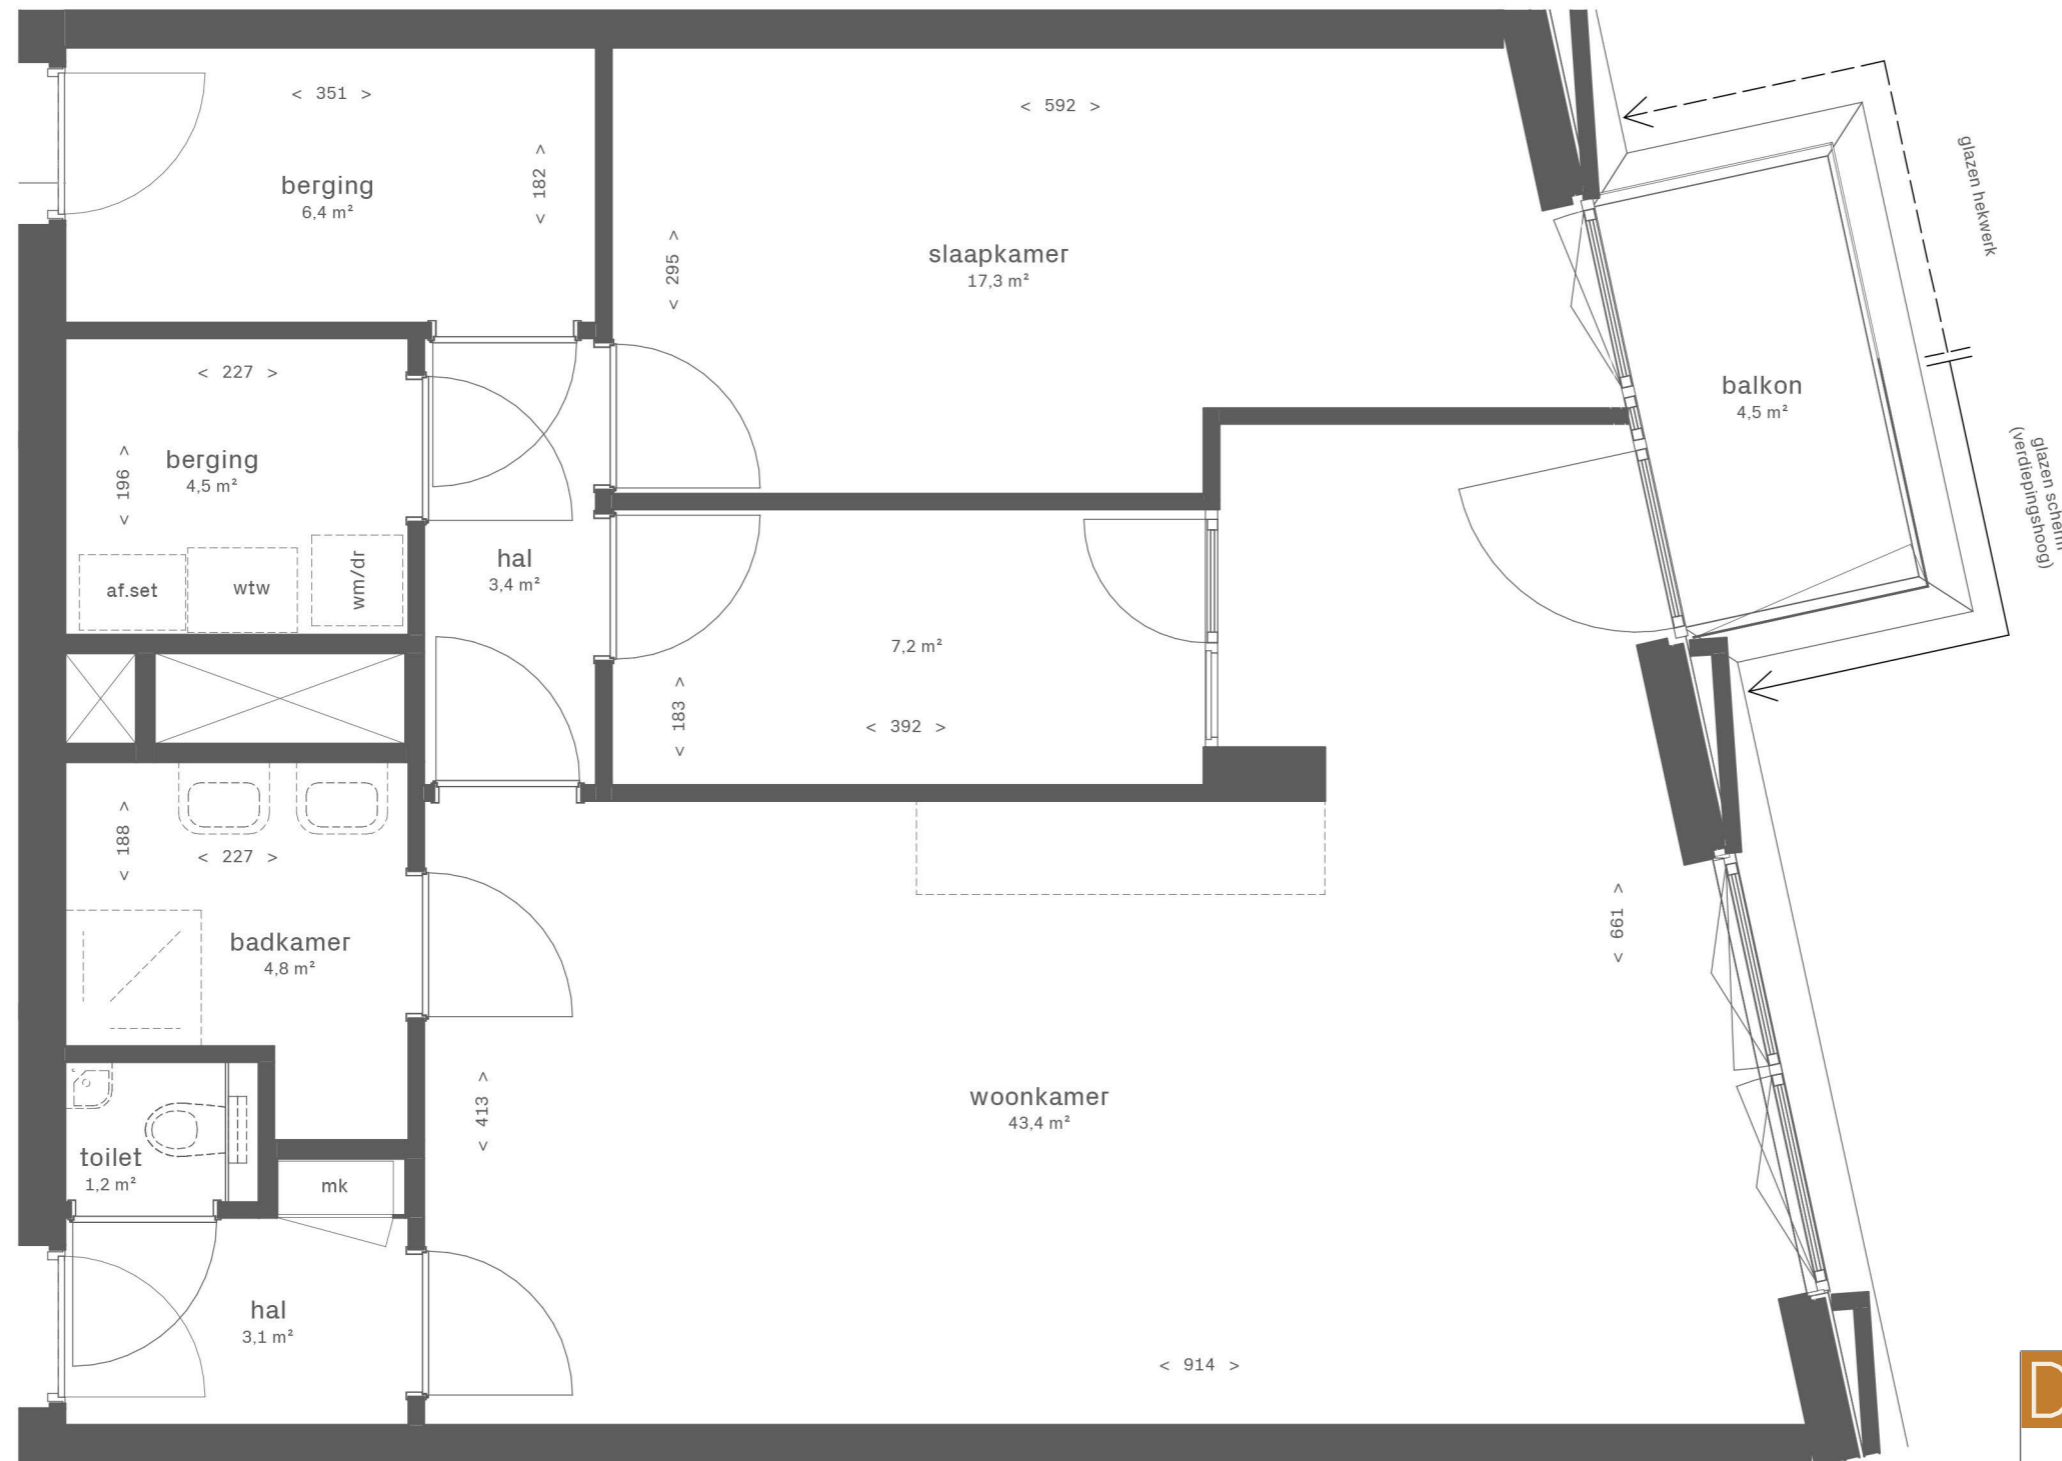 < 351 >
< 592 >
glazen hekwerk
< 182 >
berging
6,4 m²
slaapkamer
17,3 m²
< 295 >
< 227 >
balkon
4,5 m²
berging
4,5 m²
< 196 >
glazen scherm
(verdiepingshoog)
af.set
wtw
wm/dr
hal
3,4 m²
7,2 m²
< 183 >
< 392 >
< 188 >
< 227 >
badkamer
4,8 m²
< 661 >
< 413 >
woonkamer
43,4 m²
toilet
1,2 m²
mk
hal
3,1 m²
< 914 >
D